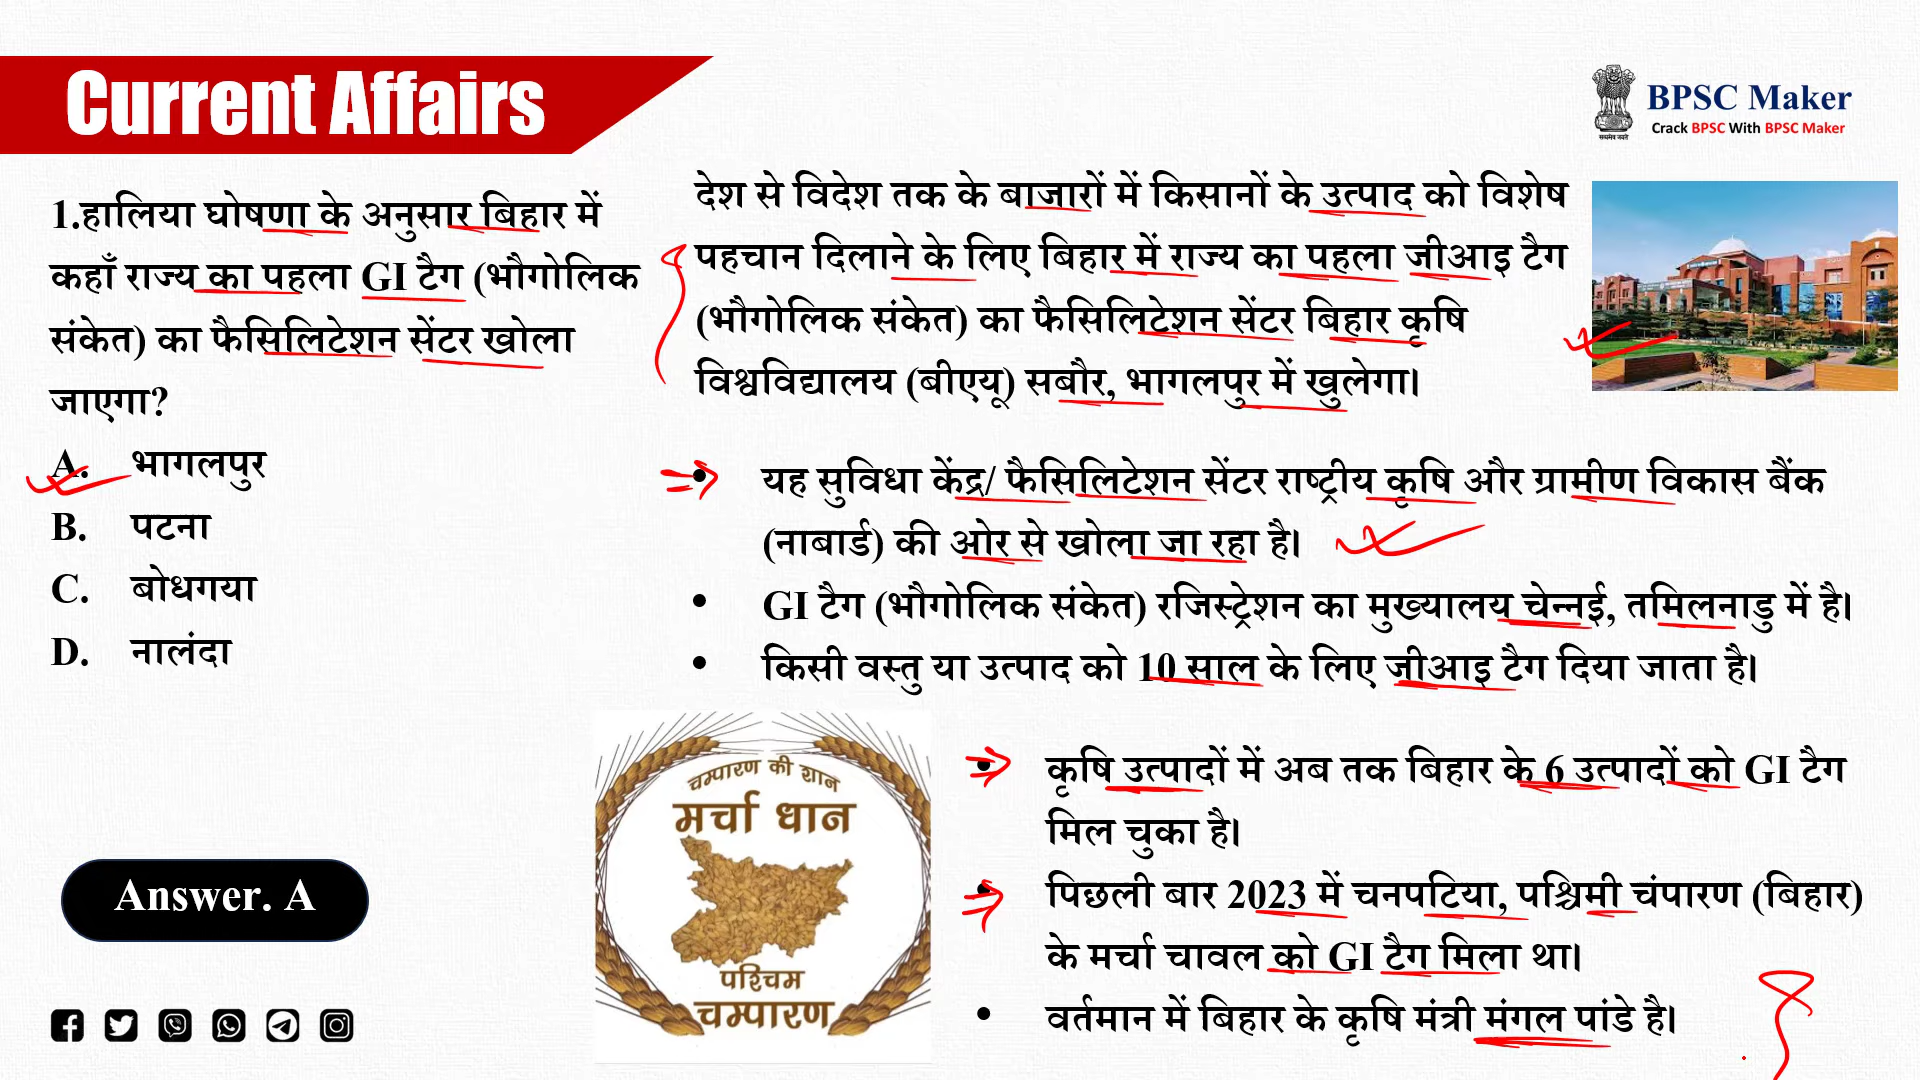 Current Affairs
BPSC Maker
Crack BPSC With BPSC Maker
1.हालिया घोषणा के अनुसार बिहार में
कहाँ राज्य का पहला GI टैग (भौगोलिक
संकेत) का फैसिलिटेशन सेंटर खोला
जाएगा?
A. भागलपुर
B. पटना
C. बोधगया
D. नालंदा
Answer. A
देश से विदेश तक के बाजारों में किसानों के उत्पाद को विशेष
पहचान दिलाने के लिए बिहार में राज्य का पहला जीआइ टैग
(भौगोलिक संकेत) का फैसिलिटेशन सेंटर बिहार कृषि
विश्वविद्यालय (बीएयू) सबौर, भागलपुर में खुलेगा।
• यह सुविधा केंद्र/ फैसिलिटेशन सेंटर राष्ट्रीय कृषि और ग्रामीण विकास बैंक
(नाबार्ड) की ओर से खोला जा रहा है।
• GI टैग (भौगोलिक संकेत) रजिस्ट्रेशन का मुख्यालय चेन्नई, तमिलनाडु में है।
• किसी वस्तु या उत्पाद को 10 साल के लिए जीआइ टैग दिया जाता है।
चम्पारण की शान
मर्चा धान
पश्चिम
चम्पारण
• कृषि उत्पादों में अब तक बिहार के 6 उत्पादों को GI टैग
मिल चुका है।
• पिछली बार 2023 में चनपटिया, पश्चिमी चंपारण (बिहार)
के मर्चा चावल को GI टैग मिला था।
• वर्तमान में बिहार के कृषि मंत्री मंगल पांडे है।